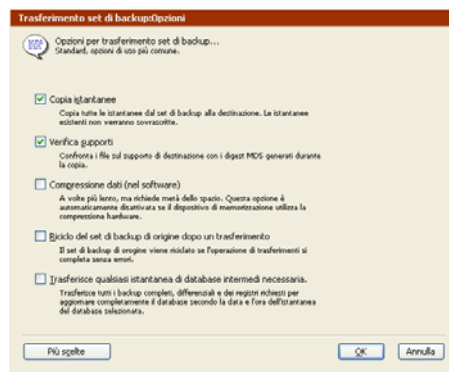 Trasferimento set di backup:Opzioni
Opzioni per trasferimento set di backup...
Standard, opzioni di uso più comune.
Copia istantanee
Copia tutte le istantanee dal set di backup alla destinazione. Le istantanee
esistenti non verranno sovrascritte.
Verifica supporti
Confronta i file sul supporto di destinazione con i digest MD5 generati durante
la copia.
Compressione dati (nel software)
A volte più lento, ma richiede metà dello spazio. Questa opzione è
automaticamente disattivata se il dispositivo di memorizzazione utilizza la
compressione hardware.
Riciclo del set di backup di origine dopo un trasferimento
Il set di backup di origine viene riciclato se l'operazione di trasferimenti si
completa senza errori.
Trasferisce qualsiasi istantanea di database intermedi necessaria.
Trasferisce tutti i backup completi, differenziali e dei registri richiesti per
aggiornare completamente il database secondo la data e l'ora dell'istantanea
del database selezionata.
Più scelte
OK
Annulla